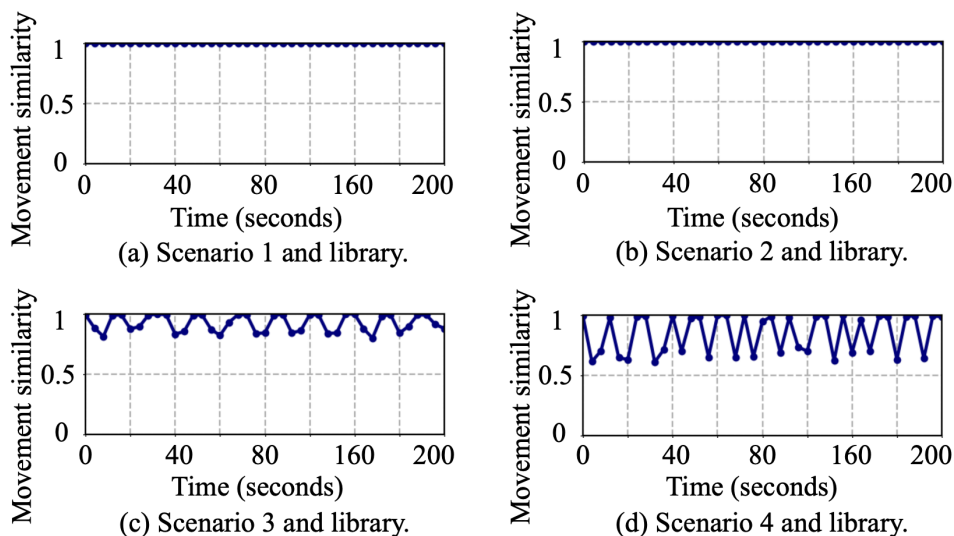 Movement similarity
1
0.5
0
0 40 80 160 200
Time (seconds)
(a) Scenario 1 and library.
Movement similarity
1
0.5
0
0 40 80 160 200
Time (seconds)
(b) Scenario 2 and library.
Movement similarity
1
0.5
0
0 40 80 160 200
Time (seconds)
(c) Scenario 3 and library.
Movement similarity
1
0.5
0
0 40 80 160 200
Time (seconds)
(d) Scenario 4 and library.